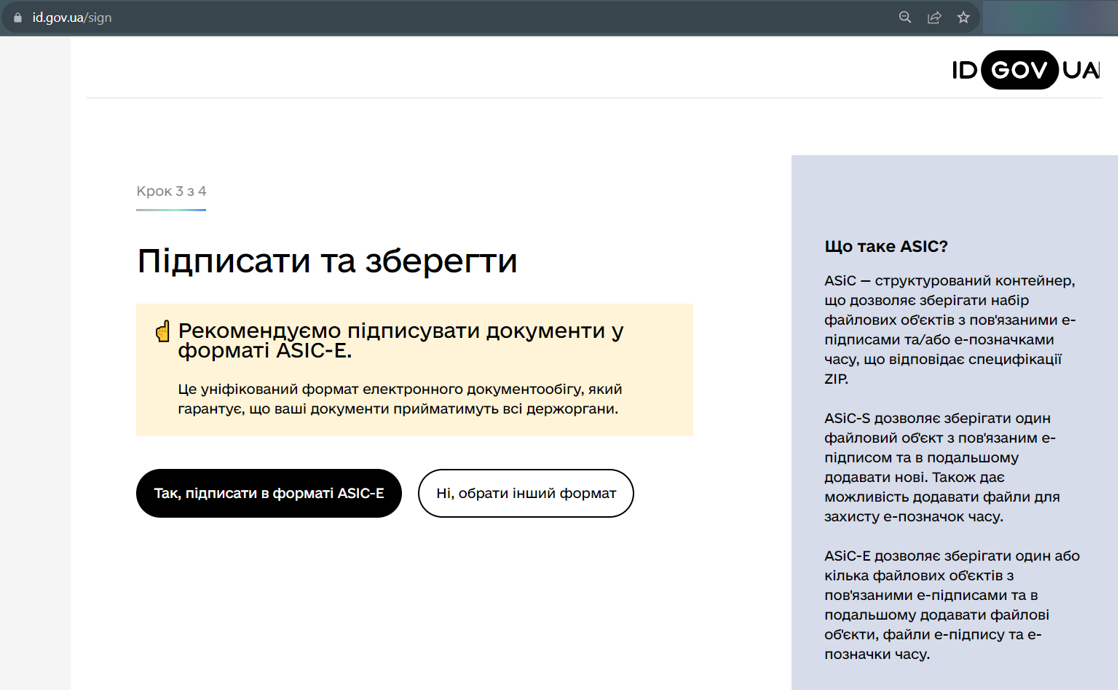 id.gov.ua/sign
ID GOV UA
Крок 3 з 4
Підписати та зберегти
Рекомендуємо підписувати документи у
форматі ASIC-E.
Це уніфікований формат електронного документообігу, який
гарантує, що ваші документи прийматимуть всі держоргани.
Так, підписати в форматі ASIC-E
Ні, обрати інший формат
Що таке ASIC?
ASiC — структурований контейнер,
що дозволяє зберігати набір
файлових об'єктів з пов'язаними е-
підписами та/або е-позначками
часу, що відповідає специфікації
ZIP.
ASiC-S дозволяє зберігати один
файловий об'єкт з пов'язаним е-
підписом та в подальшому
додавати нові. Також дає
можливість додавати файли для
захисту е-позначок часу.
ASiC-E дозволяє зберігати один або
кілька файлових об'єктів з
пов'язаними е-підписами та в
подальшому додавати файлові
об'єкти, файли е-підпису та е-
позначки часу.